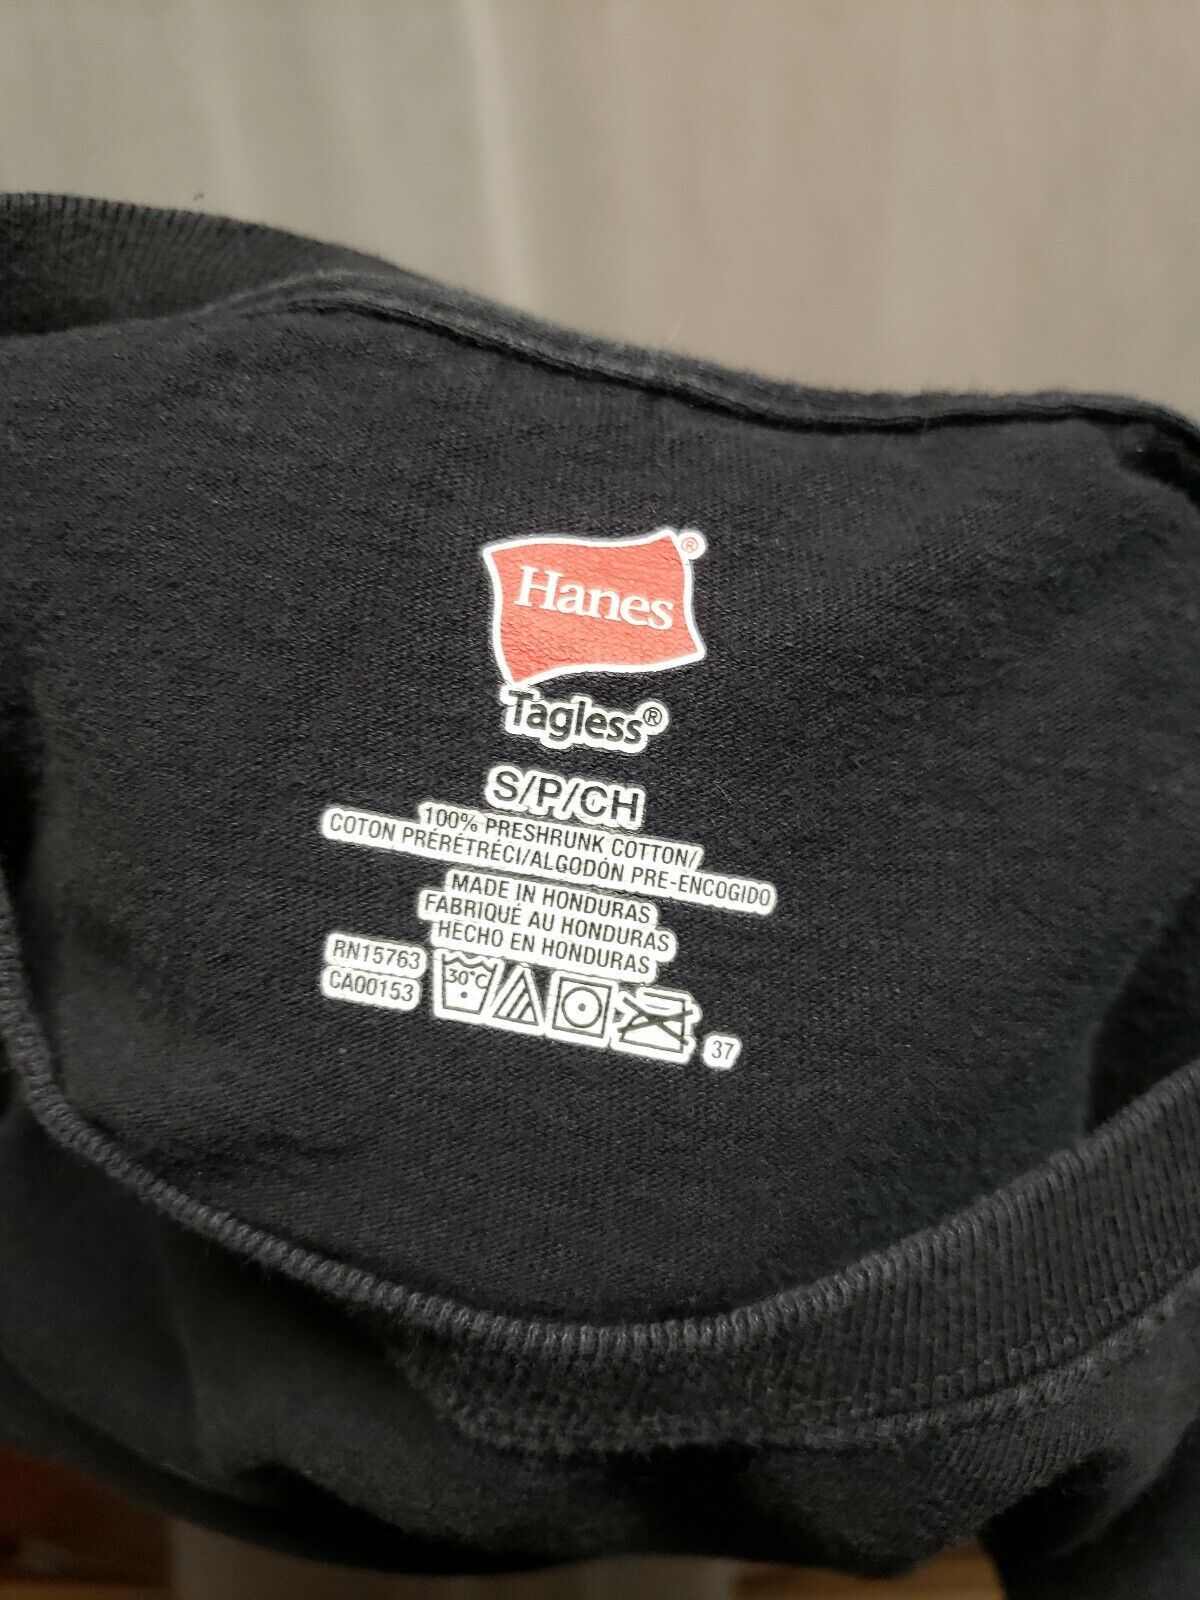 Hanes®
Tagless®
S/P/CH
100% PRESHRUNK COTTON/
COTON PRÉRÉTRÉCI/ALGODÓN PRE-ENCOGIDO
MADE IN HONDURAS
FABRIQUÉ AU HONDURAS
HECHO EN HONDURAS
RN15763
CA00153
30°C
37